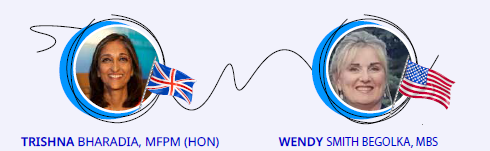 TRISHNA BHARADIA, MFPM (HON)
WENDY SMITH BEGOLKA, MBS